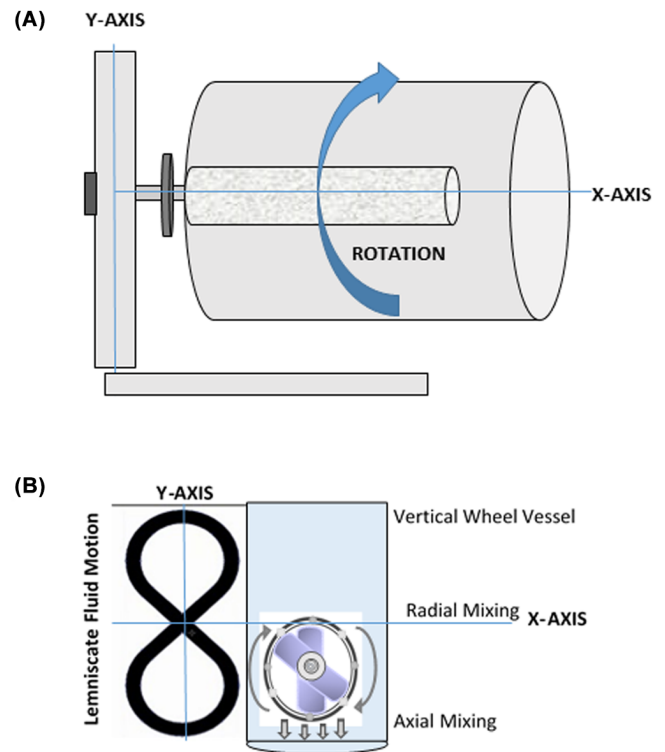 (A)
Y-AXIS
X-AXIS
ROTATION
(B)
Y-AXIS
Lemniscate Fluid Motion
Vertical Wheel Vessel
Radial Mixing
X-AXIS
Axial Mixing